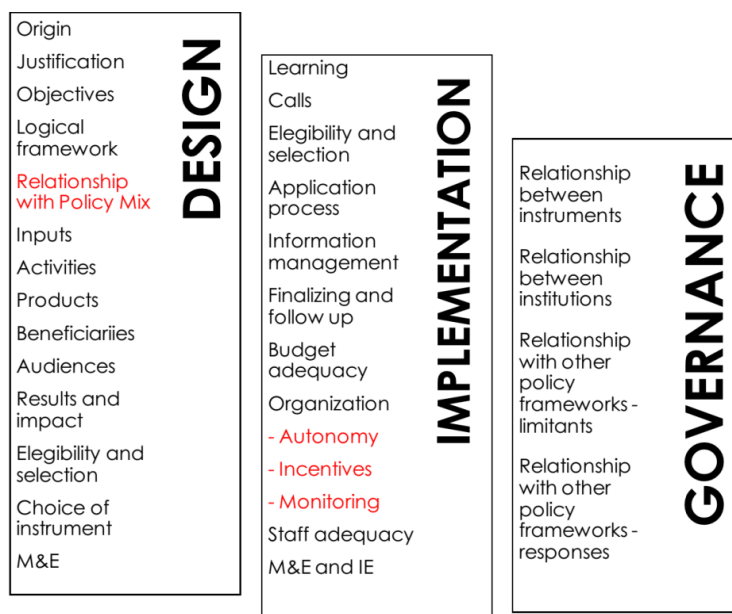 Origin
Justification
Objectives
Logical
framework
Relationship
with Policy Mix
Inputs
Activities
Products
Beneficiariies
Audiences
Results and
impact
Elegibility and
selection
Choice of
instrument
M&E
DESIGN
Learning
Calls
Elegibility and
selection
Application
process
Information
management
Finalizing and
follow up
Budget
adequacy
Organization
- Autonomy
- Incentives
- Monitoring
Staff adequacy
M&E and IE
IMPLEMENTATION
Relationship
between
instruments
Relationship
between
institutions
Relationship
with other
policy
frameworks -
limitants
Relationship
with other
policy
frameworks -
responses
GOVERNANCE